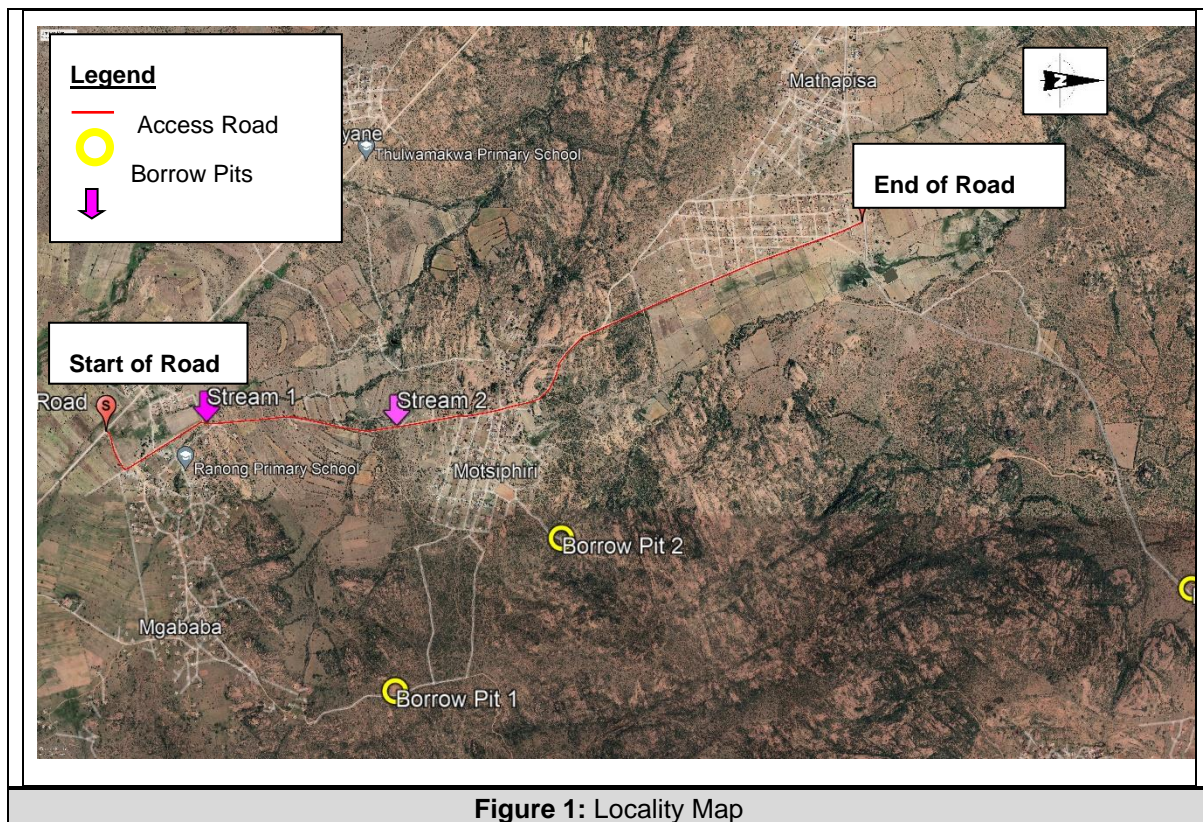 Legend
Access Road
Borrow Pits
yane
Thulwamakwa Primary School
Mathapisa
N
End of Road
Start of Road
Road
S
Stream 1
Stream 2
Ranong Primary School
Motsiphiri
Borrow Pit 2
Mgababa
Borrow Pit 1
Figure 1: Locality Map